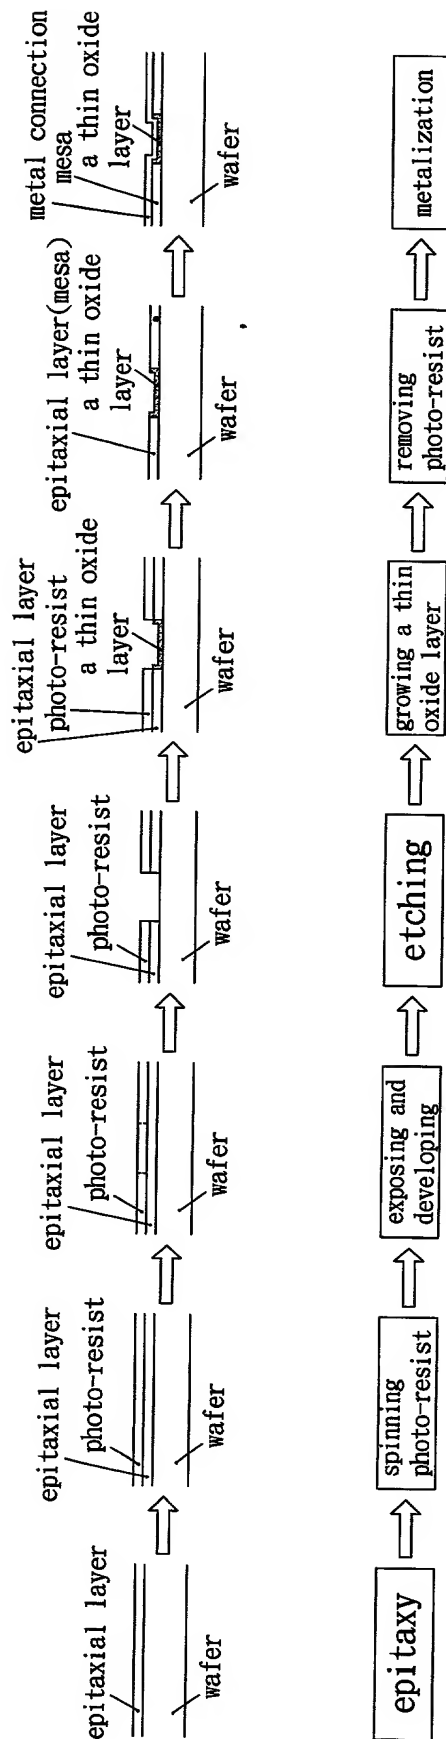 epitaxial layer
wafer
epitaxial layer
photo-resist
wafer
epitaxial layer
photo-resist
wafer
epitaxial layer
photo-resist
wafer
epitaxial layer
photo-resist
a thin oxide
layer
wafer
epitaxial layer(mesa)
a thin oxide
layer
wafer
metal connection
mesa
a thin oxide
layer
wafer
epitaxy
spinning
photo-resist
exposing and
developing
etching
growing a thin
oxide layer
removing
photo-resist
metalization